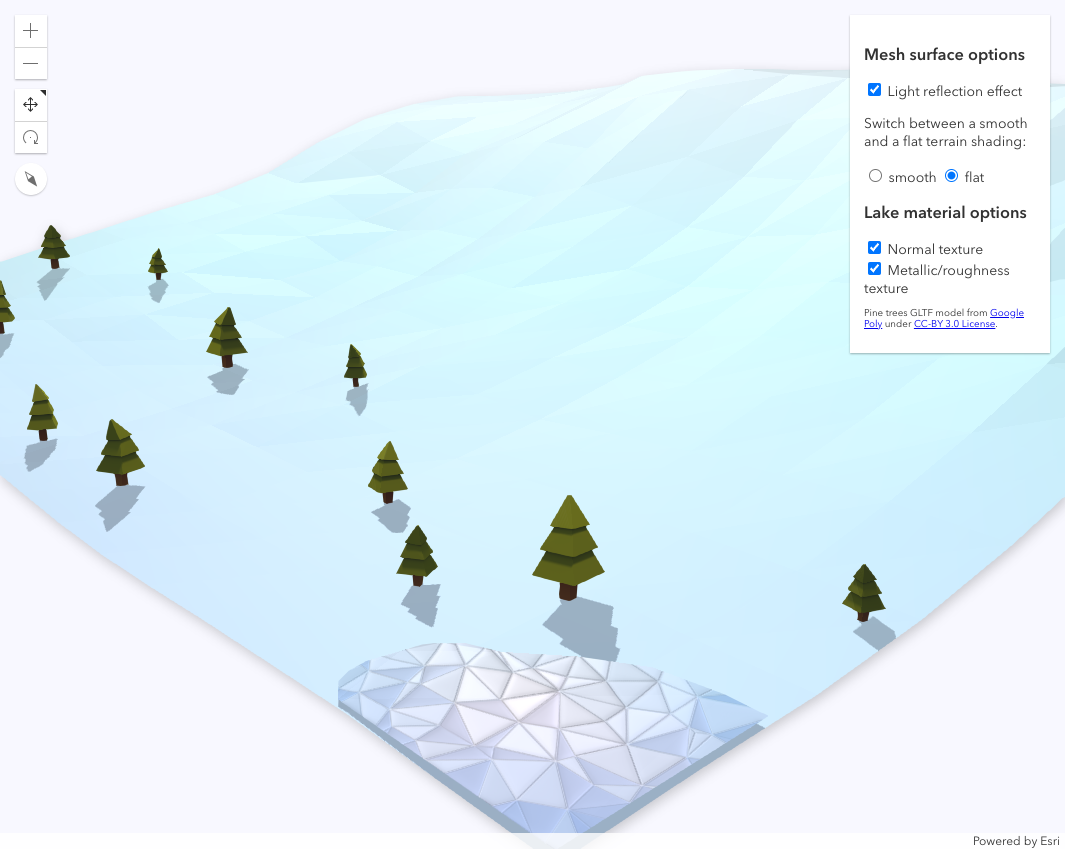 Mesh surface options
Light reflection effect
Switch between a smooth
and a flat terrain shading:
smooth flat
Lake material options
Normal texture
Metallic/roughness
texture
Pine trees GLTF model from Google
Poly under CC-BY 3.0 License.
Powered by Esri